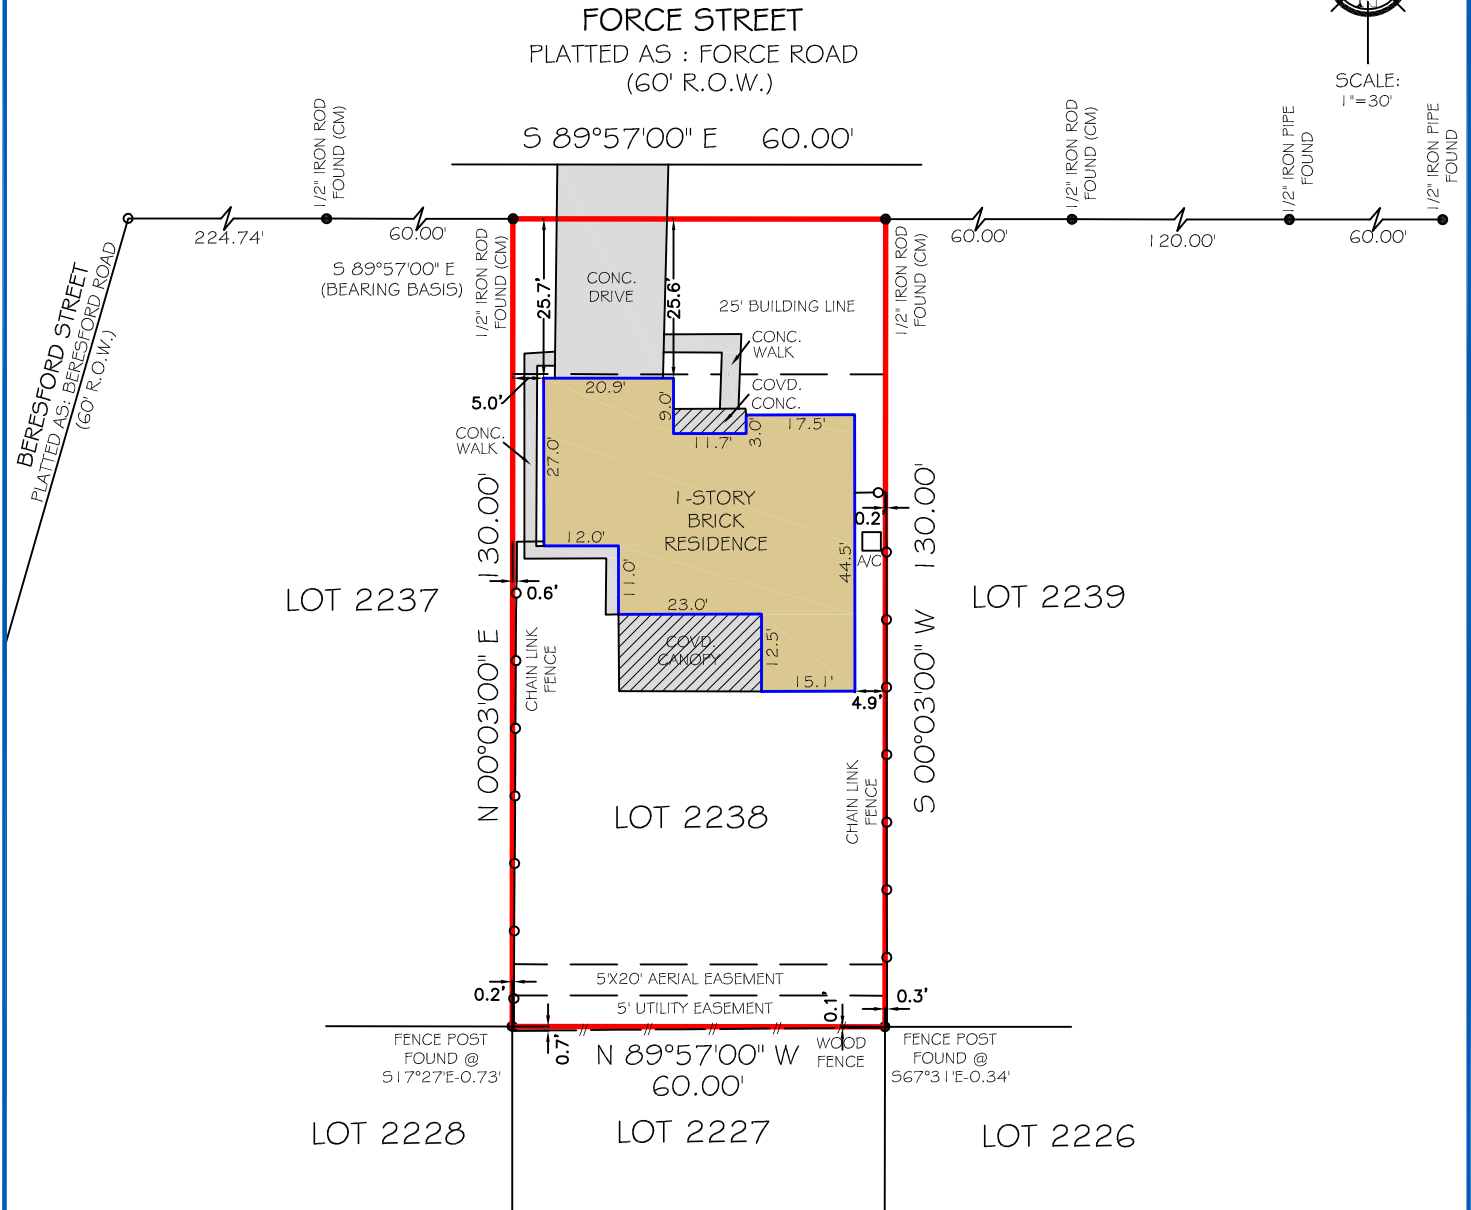 FORCE STREET
PLATTED AS : FORCE ROAD
(60' R.O.W.)
SCALE:
1"=30'
S 89°57'00" E 60.00'
1/2" IRON ROD
FOUND (CM)
1/2" IRON ROD
FOUND (CM)
1/2" IRON PIPE
FOUND
1/2" IRON PIPE
FOUND
224.74'
60.00'
60.00'
120.00'
60.00'
S 89°57'00" E
(BEARING BASIS)
1/2" IRON ROD
FOUND (CM)
1/2" IRON ROD
FOUND (CM)
BERESFORD STREET
PLATTED AS: BERESFORD ROAD
(60' R.O.W.)
25.7'
CONC.
DRIVE
25.6'
25' BUILDING LINE
CONC.
WALK
COVD.
CONC.
5.0'
20.9'
9.0'
11.7'
3.0'
17.5'
CONC.
WALK
27.0'
1-STORY
BRICK
RESIDENCE
0.2'
A/C
44.5'
12.0'
11.0'
23.0'
COVD.
CANOPY
12.5'
15.1'
4.9'
0.6'
N 00°03'00" E 130.00'
S 00°03'00" W 130.00'
LOT 2237
LOT 2239
CHAIN LINK
FENCE
CHAIN LINK
FENCE
LOT 2238
5'X20' AERIAL EASEMENT
5' UTILITY EASEMENT
0.2'
0.1'
0.3'
0.7'
FENCE POST
FOUND @
S17°27'E-0.73'
N 89°57'00" W
60.00'
WOOD
FENCE
FENCE POST
FOUND @
S67°31'E-0.34'
LOT 2228
LOT 2227
LOT 2226